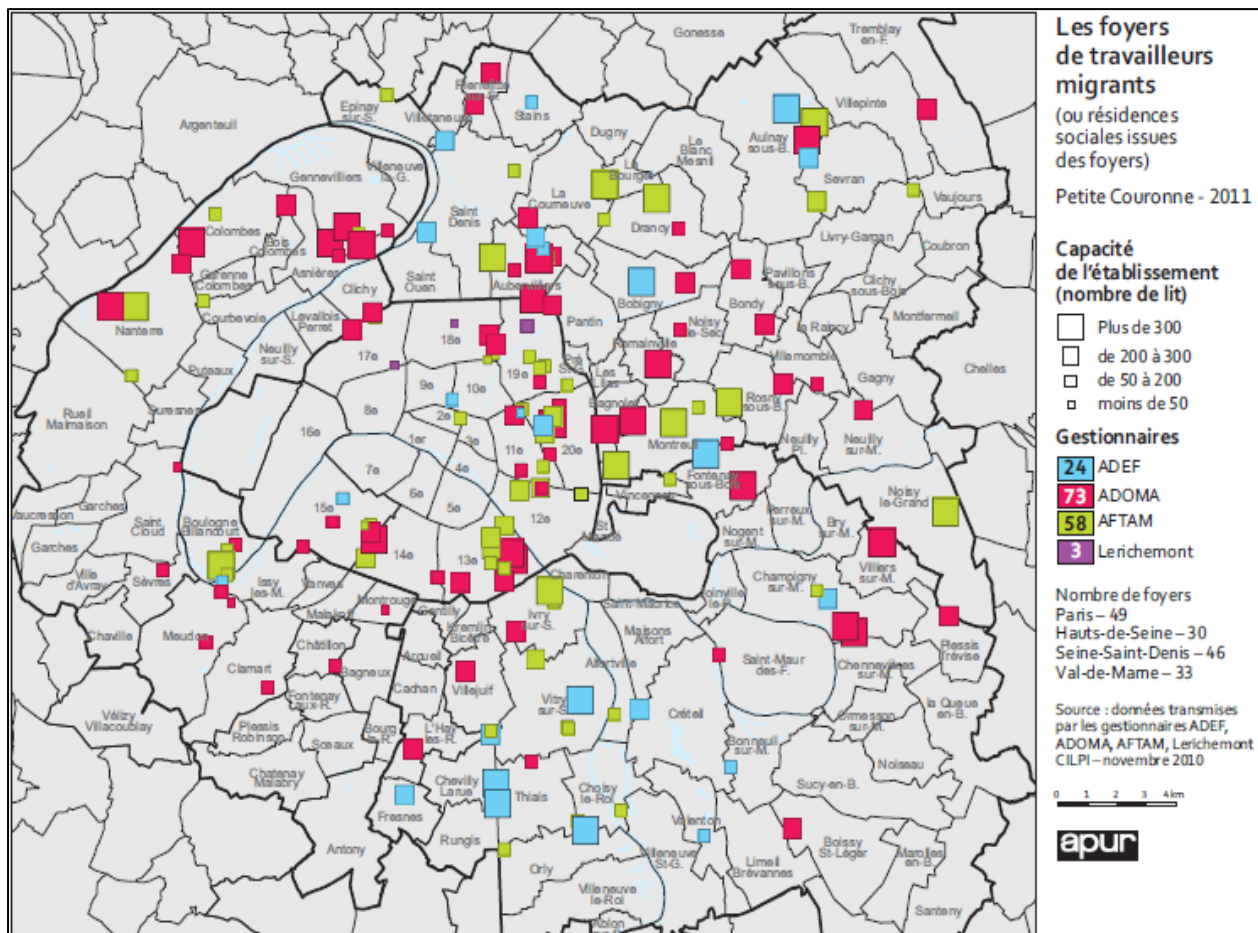 Les foyers
de travailleurs
migrants
(ou résidences
sociales issues
des foyers)
Petite Couronne - 2011
Capacité
de l'établissement
(nombre de lit)
Plus de 300
de 200 à 300
de 50 à 200
moins de 50
Gestionnaires
24 ADEF
73 ADOMA
58 AFTAM
3 Lerichemont
Nombre de foyers
Paris – 49
Hauts-de-Seine – 30
Seine-Saint-Denis – 46
Val-de-Marne – 33
Source : données transmises
par les gestionnaires ADEF,
ADOMA, AFTAM, Lerichemont
CILPI – novembre 2010
0 1 2 3 4 km
apur
Gonesse
Tremblay
en-F.
Pierrefitte
sur-S.
Epinay
sur-S.
Villetaneuse
Stains
Villepinte
Argenteuil
Dugny
Aulnay
sous-B.
Le
Blanc
Mesnil
Villeneuve
la-G.
Le
Bourget
Sevran
Gennevilliers
La
Courneuve
Vaujours
Saint
Denis
Colombes
Drancy
Bois
Colombes
Livry-Gargan
Coubron
Garenne
Colombes
Asnières
Saint
Ouen
Aubervilliers
Bobigny
Pavillons
sous-B.
Clichy
sous-Bois
Clichy
Bondy
Courbevoie
Levallois
Perret
Pantin
Montfermeil
Nanterre
Noisy
le-Sec
Le Raincy
Neuilly
sur-S.
17e
18e
Romainville
Villemomble
Puteaux
19e
Pré
St-G.
Les
Lilas
Chelles
9e
10e
Gagny
Suresnes
8e
2e
Bagnolet
Rosny
sous-B.
Rueil
Malmaison
16e
1er
3e
11e
20e
Montreuil
Neuilly
Pl.
Neuilly
sur-M.
7e
4e
Fontenay
sous-Bois
6e
5e
Vincennes
Noisy
le-Grand
15e
12e
Garches
Vaucresson
Saint
Cloud
Boulogne
Billancourt
St
Mandé
Perreux
sur-M.
Bry
sur-M.
Nogent
sur-M.
Garches
14e
13e
Villiers
sur-M.
Ville
d'Avray
Sèvres
Issy
les-M.
Vanves
Charenton
Joinville
le-P.
Champigny
sur-M.
Malakoff
Montrouge
Gentilly
Saint-Maurice
Ivry
sur-S.
Kremlin
Bicêtre
Maisons
Alfort
Chaville
Meudon
Châtillon
Arcueil
Plessis
Trévise
Clamart
Bagneux
Alfortville
Saint-Maur
des-F.
Chennevières
sur-M.
Cachan
Villejuif
Fontenay
aux-R.
Vitry
sur-S.
Créteil
la Queue
en-B.
Vélizy
Villacoublay
Plessis
Robinson
Bourg
la-R.
L'Hay
les-R.
Ormesson
sur-M.
Sceaux
Bonneuil
sur-M.
Noiseau
Chatenay
Malabry
Chevilly
Larue
Thiais
Choisy
le-Roi
Sucy-en-B.
Fresnes
Valenton
Rungis
Boissy
St-Léger
Marolles
en-B.
Antony
Orly
Villeneuve
St-G.
Limeil
Brévannes
Villeneuve
le-Roi
Santeny
Ablon